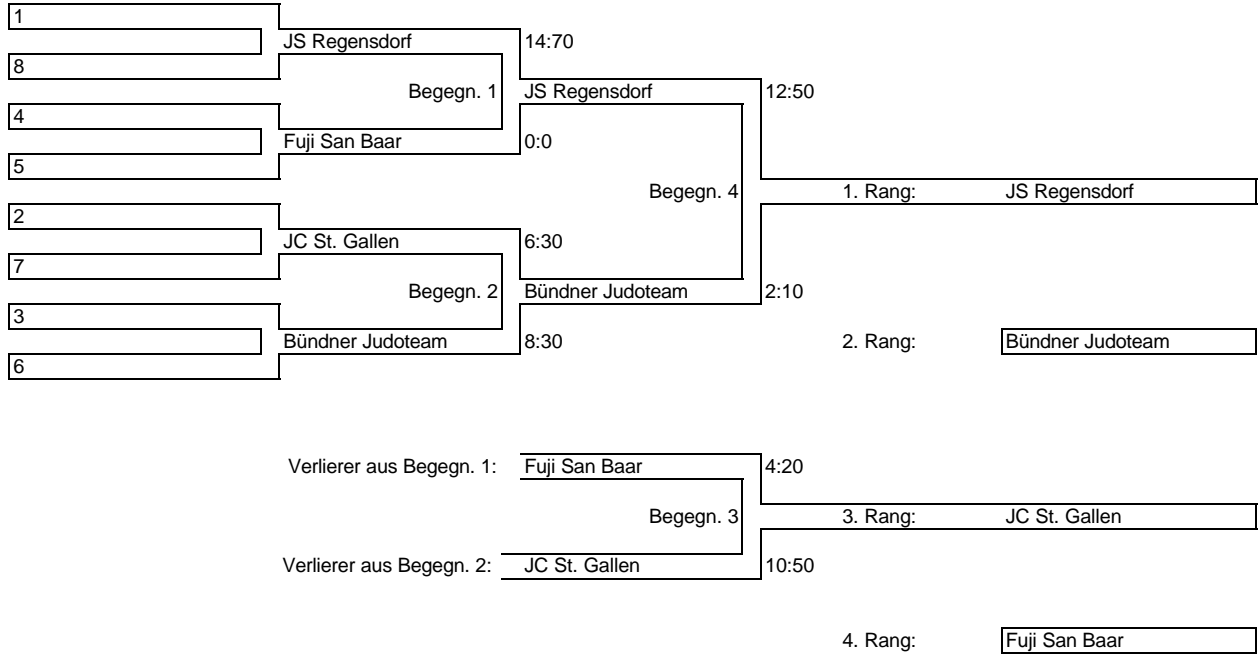 1
JS Regensdorf 14:70
8
Begegn. 1 JS Regensdorf 12:50
4
Fuji San Baar 0:0
5
Begegn. 4 1. Rang: JS Regensdorf
2
JC St. Gallen 6:30
7
Begegn. 2 Bündner Judoteam 2:10
3
Bündner Judoteam 8:30 2. Rang: Bündner Judoteam
6
Verlierer aus Begegn. 1: Fuji San Baar 4:20
Begegn. 3 3. Rang: JC St. Gallen
Verlierer aus Begegn. 2: JC St. Gallen 10:50
4. Rang: Fuji San Baar